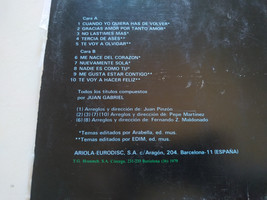 Cara A
1 CUANDO YO QUIERA HAS DE VOLVER*
2 GRACIAS AMOR POR TANTO AMOR*
3 NO LASTIMES MAS*
4 TERCIA DE ASES**
5 TE VOY A OLVIDAR**
Cara B
6 ME NACE DEL CORAZON*
7 NUEVAMENTE SOLA*
8 NADIE ES COMO TU*
9 ME GUSTA ESTAR CONTIGO**
10 TE VOY A HACER FELIZ**
Todos los títulos compuestos
por JUAN GABRIEL
(1) Arreglos y dirección de: Juan Pinzón
(2)(3)(7)(10) Arreglos y dirección de: Pepe Martínez
(6)(8) Arreglos y dirección de: Fernando Z. Maldonado
*Temas editados por Arabella, ed. mus.
**Temas editados por EDIM, ed. mus.
ARIOLA-EURODISC, S.A. c/Aragón, 204. Barcelona-11 (ESPAÑA)